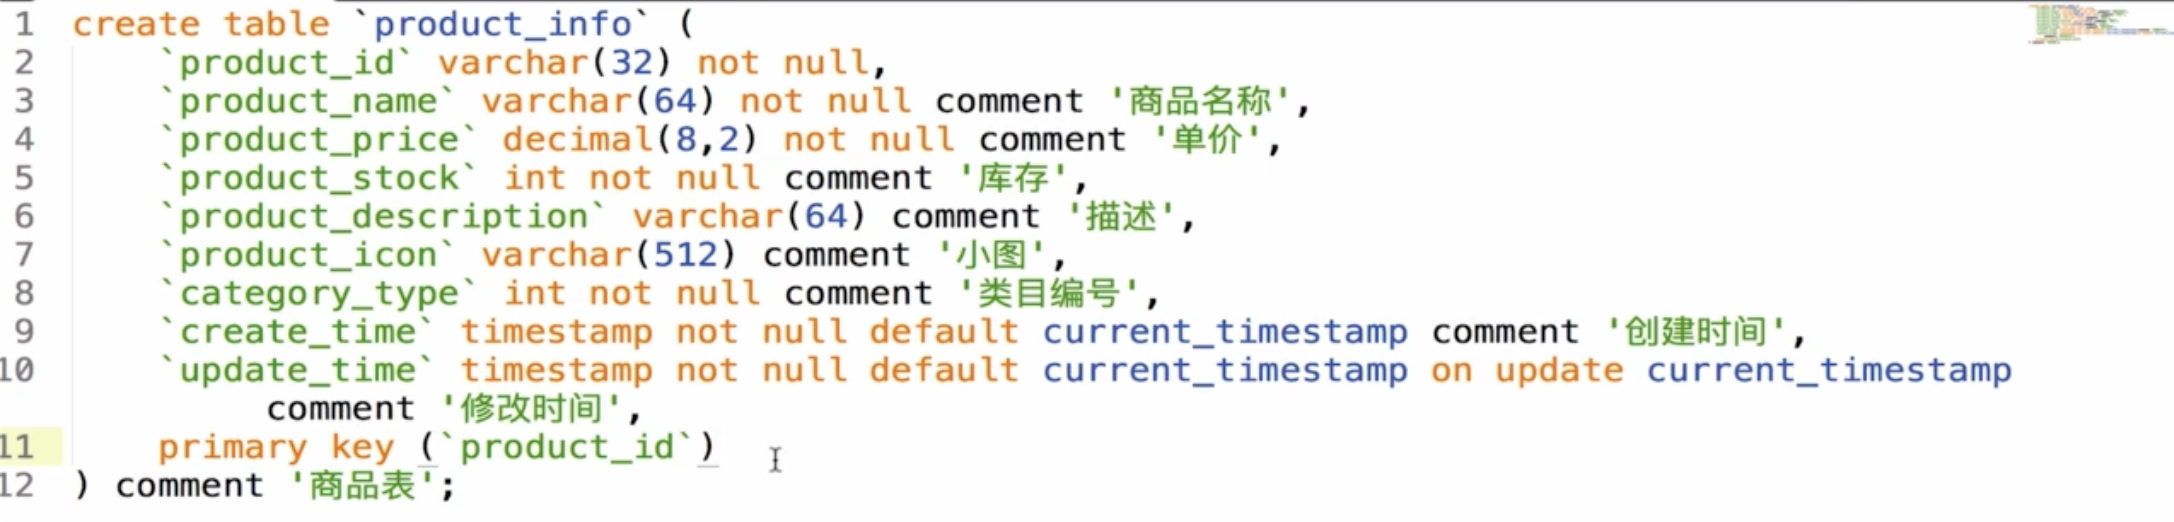 1 create table `product_info` (
2 `product_id` varchar(32) not null,
3 `product_name` varchar(64) not null comment '商品名称',
4 `product_price` decimal(8,2) not null comment '单价',
5 `product_stock` int not null comment '库存',
6 `product_description` varchar(64) comment '描述',
7 `product_icon` varchar(512) comment '小图',
8 `category_type` int not null comment '类目编号',
9 `create_time` timestamp not null default current_timestamp comment '创建时间',
10 `update_time` timestamp not null default current_timestamp on update current_timestamp
comment '修改时间',
11 primary key (`product_id`)
12 ) comment '商品表';